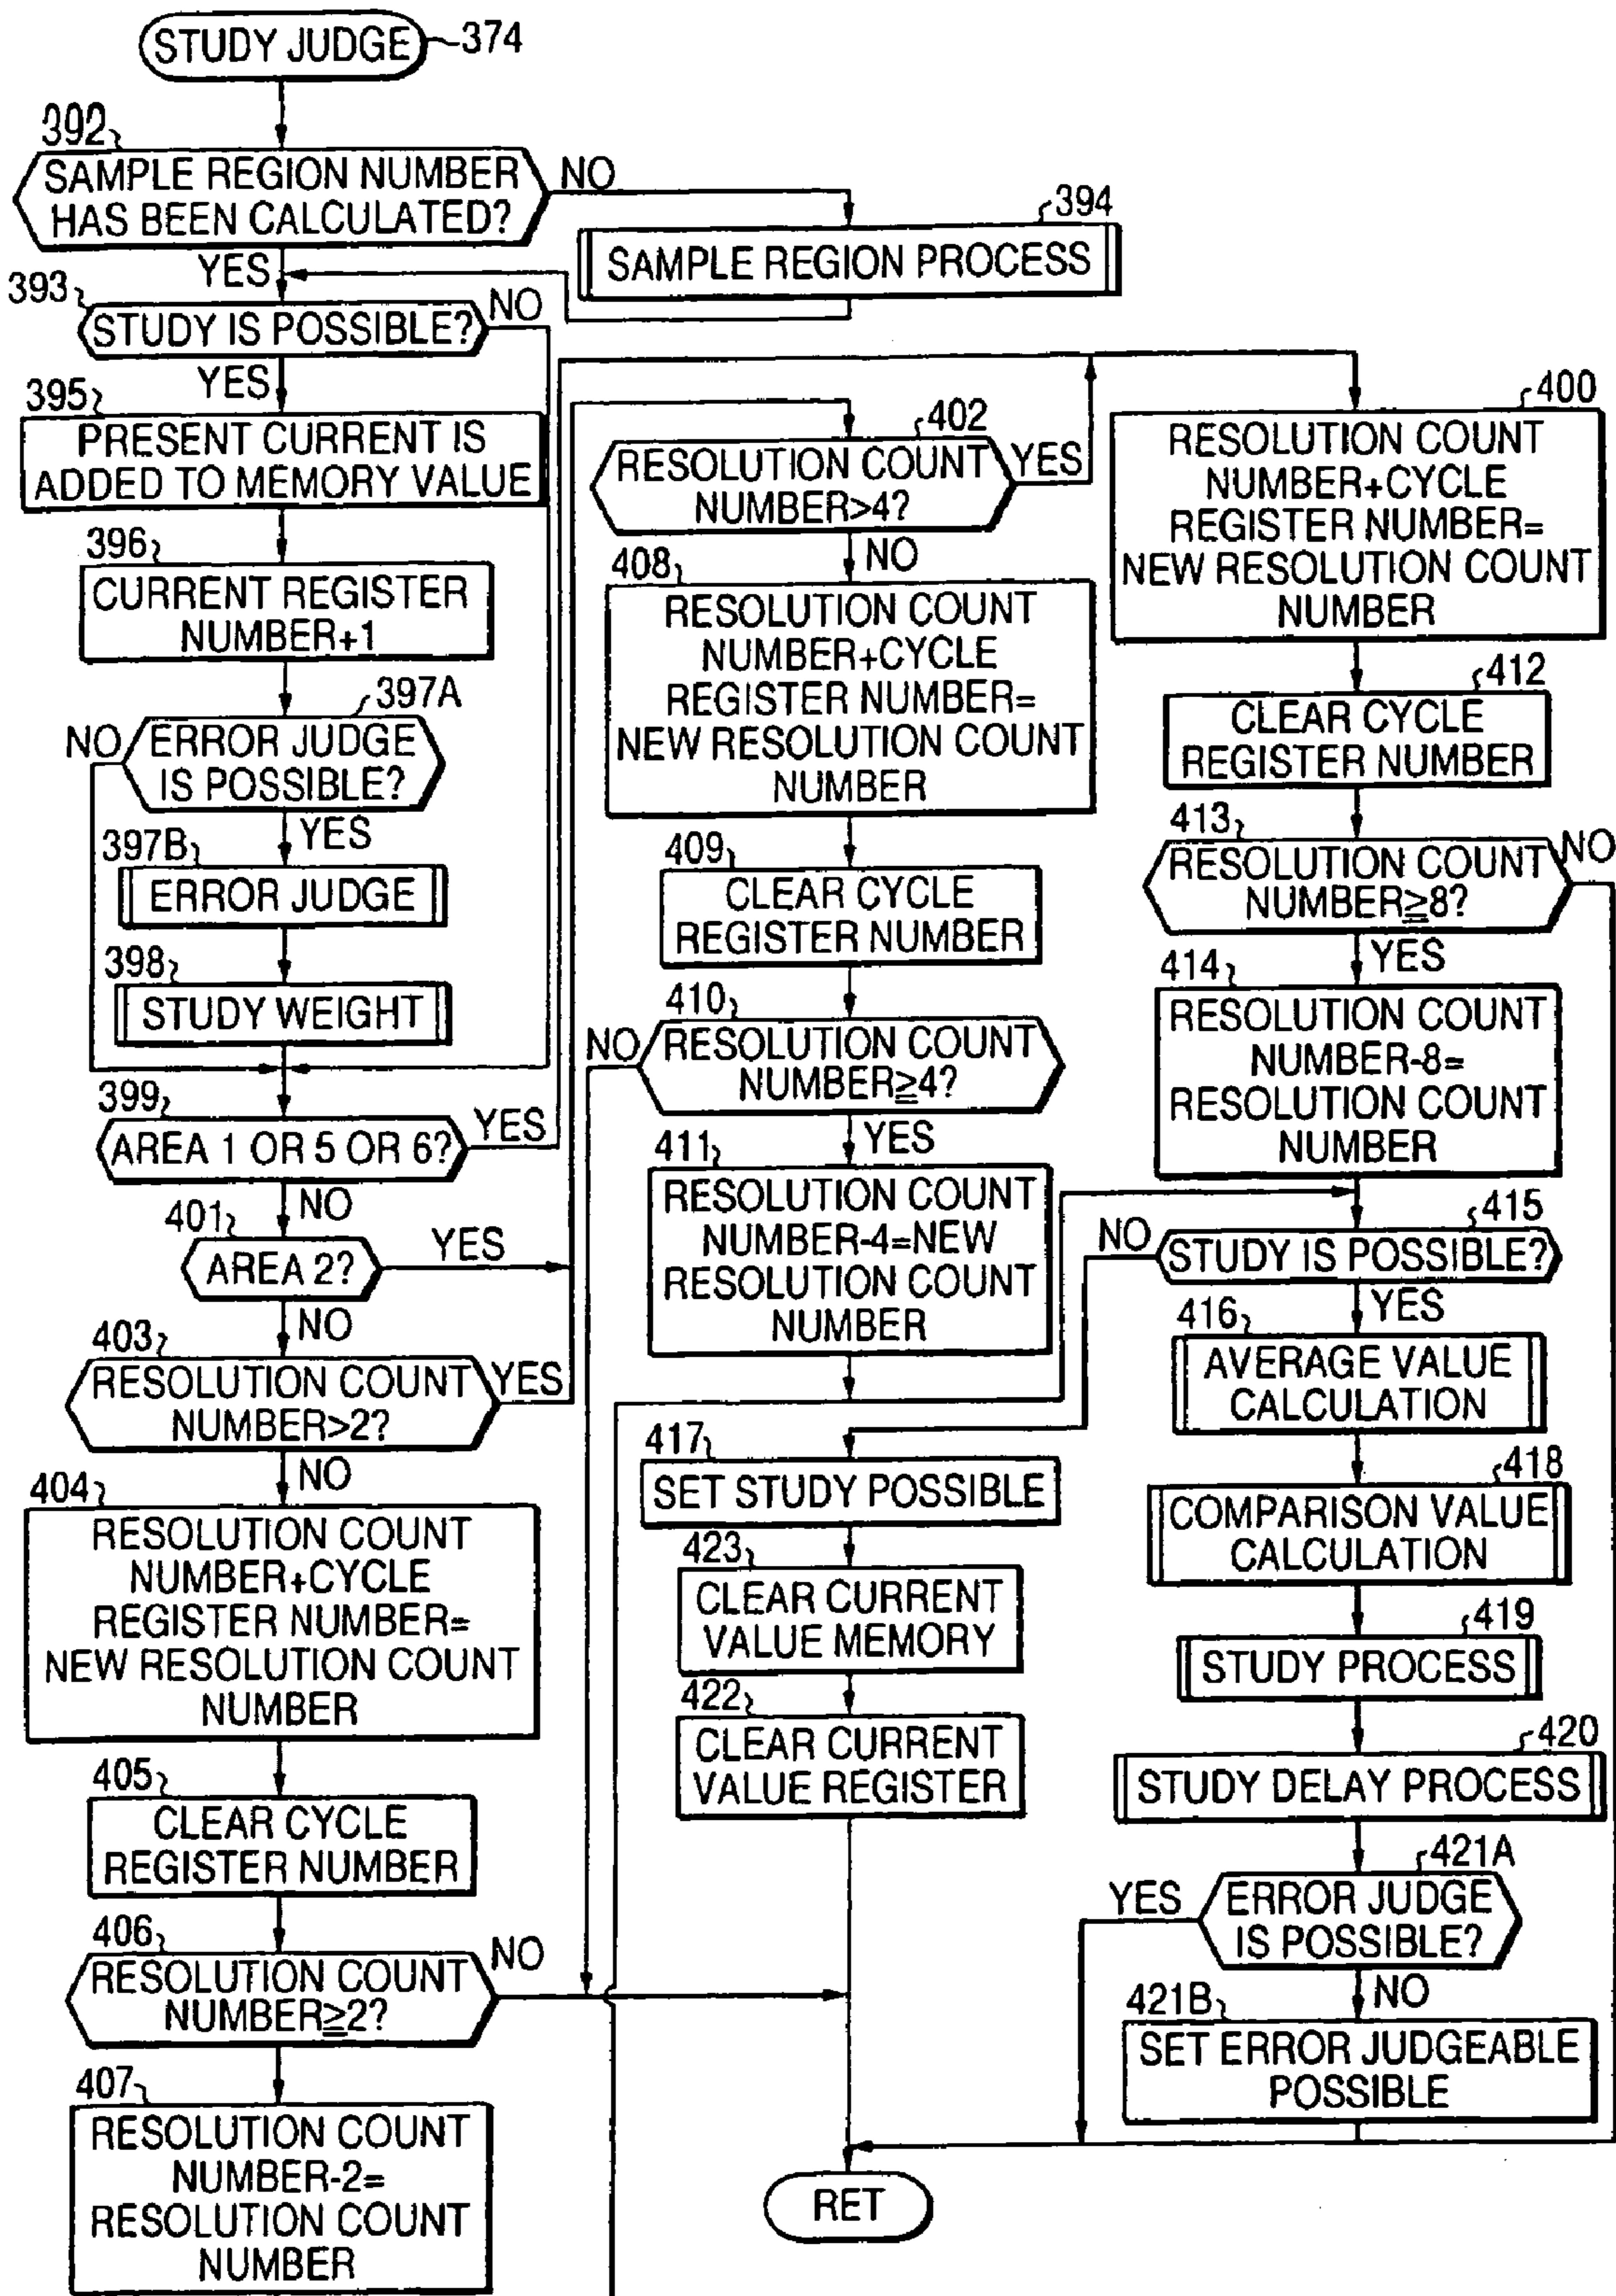 STUDY JUDGE
374
392
SAMPLE REGION NUMBER
HAS BEEN CALCULATED?
NO
YES
394
SAMPLE REGION PROCESS
393
STUDY IS POSSIBLE?
NO
YES
395
PRESENT CURRENT IS
ADDED TO MEMORY VALUE
396
CURRENT REGISTER
NUMBER+1
397A
NO
ERROR JUDGE
IS POSSIBLE?
YES
397B
ERROR JUDGE
398
STUDY WEIGHT
399
AREA 1 OR 5 OR 6?
YES
NO
401
AREA 2?
YES
NO
403
RESOLUTION COUNT
NUMBER>2?
YES
NO
404
RESOLUTION COUNT
NUMBER+CYCLE
REGISTER NUMBER=
NEW RESOLUTION COUNT
NUMBER
405
CLEAR CYCLE
REGISTER NUMBER
406
RESOLUTION COUNT
NUMBER≧2?
NO
407
RESOLUTION COUNT
NUMBER-2=
RESOLUTION COUNT
NUMBER
402
RESOLUTION COUNT
NUMBER>4?
YES
NO
408
RESOLUTION COUNT
NUMBER+CYCLE
REGISTER NUMBER=
NEW RESOLUTION COUNT
NUMBER
409
CLEAR CYCLE
REGISTER NUMBER
410
NO
RESOLUTION COUNT
NUMBER≧4?
YES
411
RESOLUTION COUNT
NUMBER-4=NEW
RESOLUTION COUNT
NUMBER
417
SET STUDY POSSIBLE
423
CLEAR CURRENT
VALUE MEMORY
422
CLEAR CURRENT
VALUE REGISTER
400
RESOLUTION COUNT
NUMBER+CYCLE
REGISTER NUMBER=
NEW RESOLUTION COUNT
NUMBER
412
CLEAR CYCLE
REGISTER NUMBER
413
RESOLUTION COUNT
NUMBER≧8?
NO
YES
414
RESOLUTION COUNT
NUMBER-8=
RESOLUTION COUNT
NUMBER
415
NO
STUDY IS POSSIBLE?
YES
416
AVERAGE VALUE
CALCULATION
418
COMPARISON VALUE
CALCULATION
419
STUDY PROCESS
420
STUDY DELAY PROCESS
421A
YES
ERROR JUDGE
IS POSSIBLE?
NO
421B
SET ERROR JUDGEABLE
POSSIBLE
RET